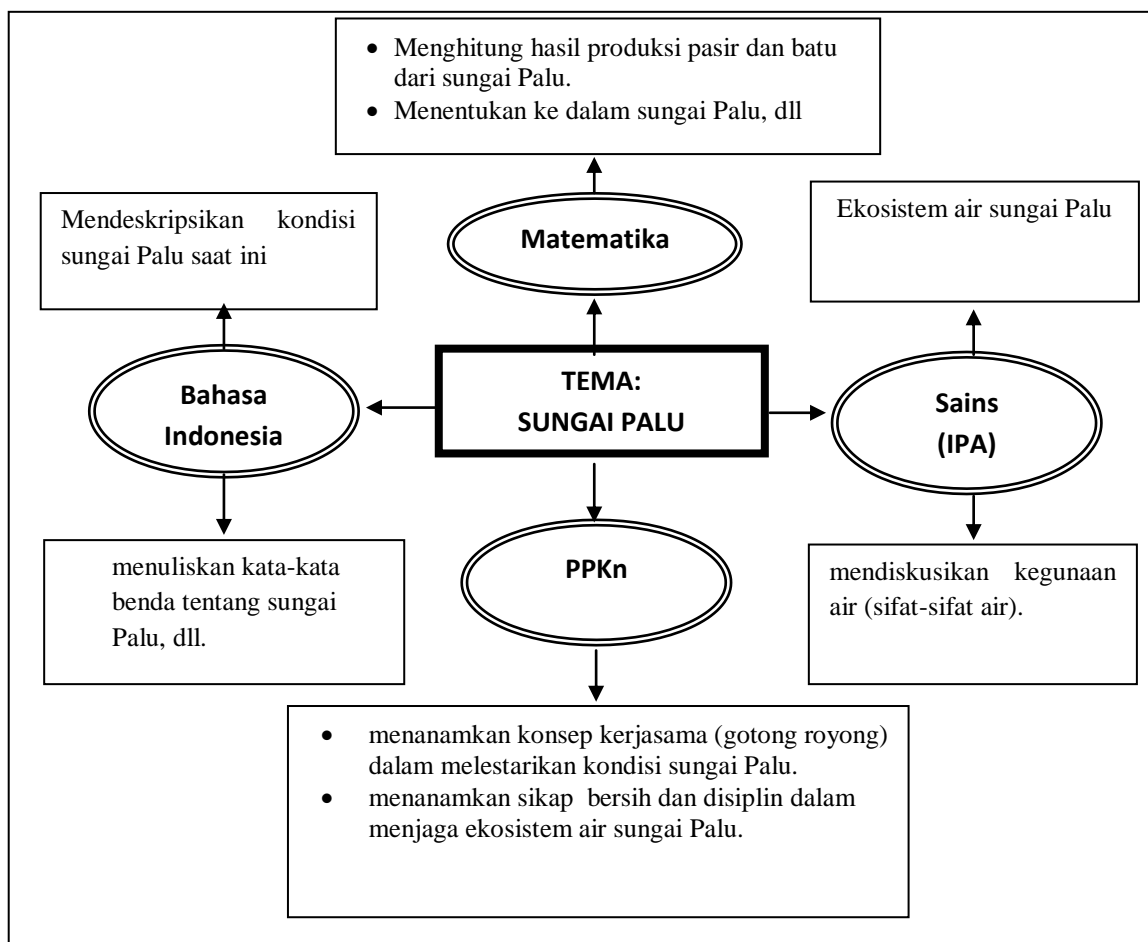 • Menghitung hasil produksi pasir dan batu
dari sungai Palu.
• Menentukan ke dalam sungai Palu, dll
Mendeskripsikan kondisi
sungai Palu saat ini
Matematika
Ekosistem air sungai Palu
Bahasa
Indonesia
TEMA:
SUNGAI PALU
Sains
(IPA)
menuliskan kata-kata
benda tentang sungai
Palu, dll.
PPKn
mendiskusikan kegunaan
air (sifat-sifat air).
• menanamkan konsep kerjasama (gotong royong)
dalam melestarikan kondisi sungai Palu.
• menanamkan sikap bersih dan disiplin dalam
menjaga ekosistem air sungai Palu.